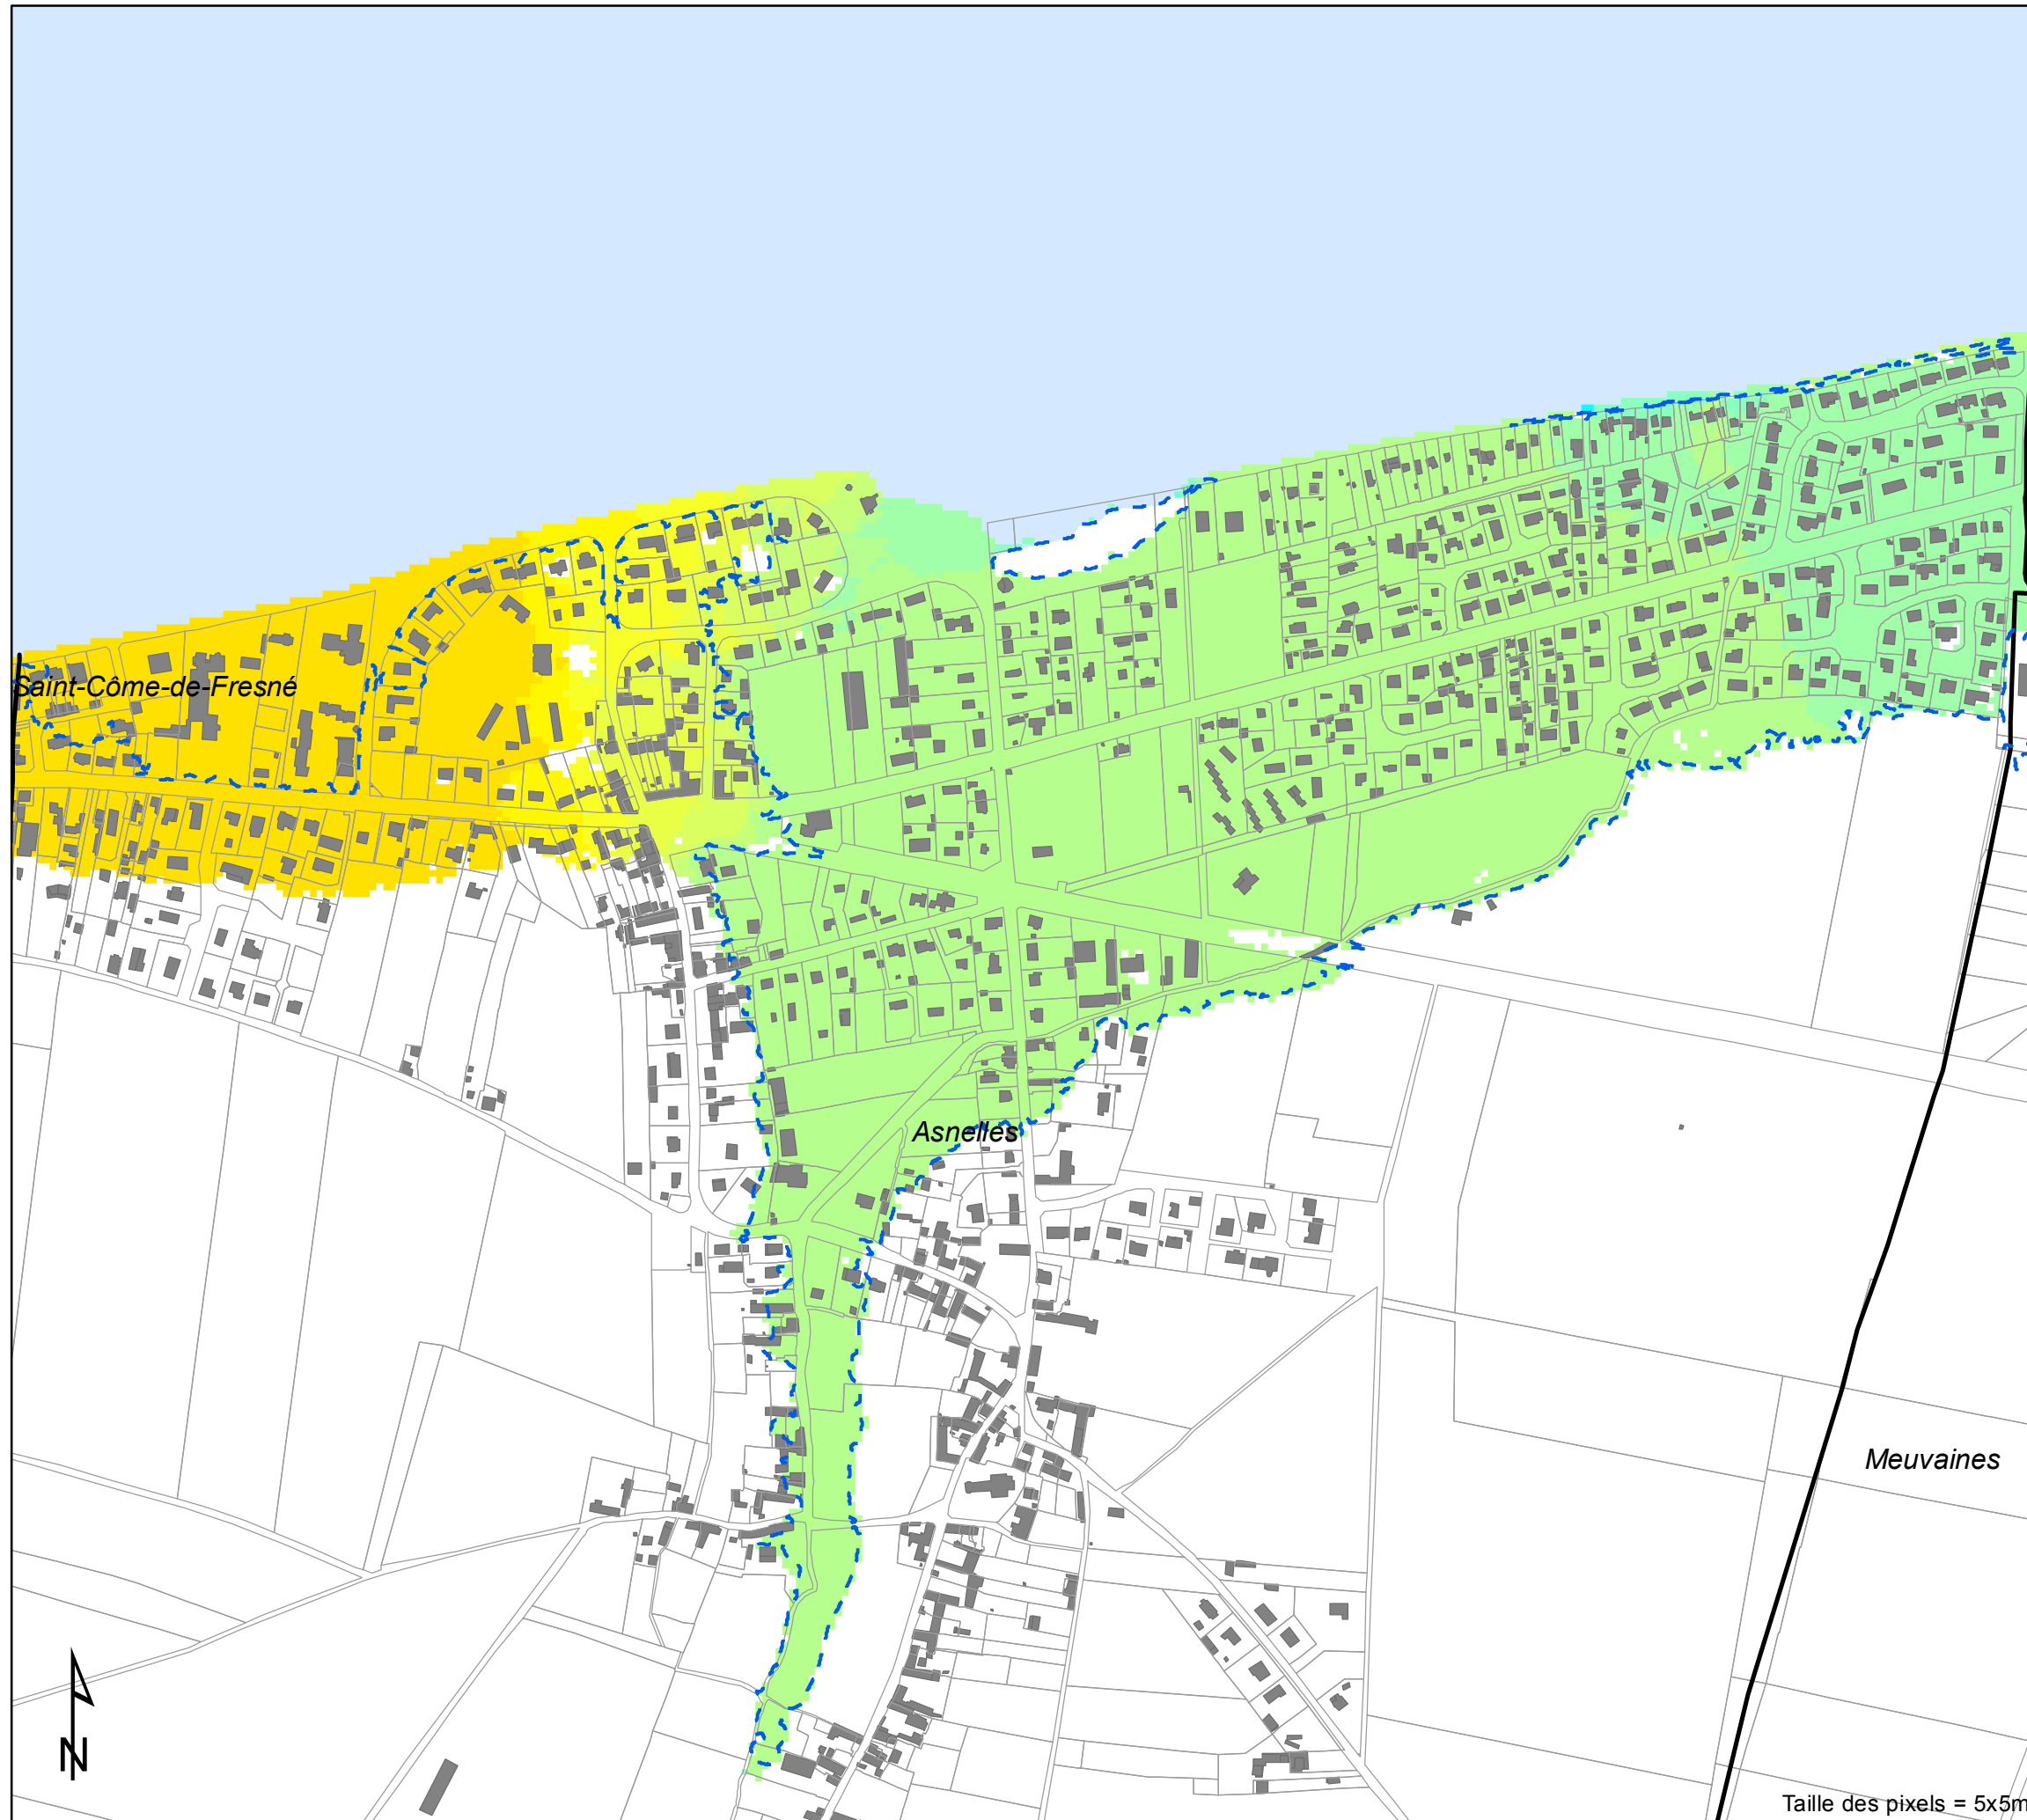 Saint-Côme-de-Fresné
Asnelles
Meuvaines
N
Taille des pixels = 5x5m